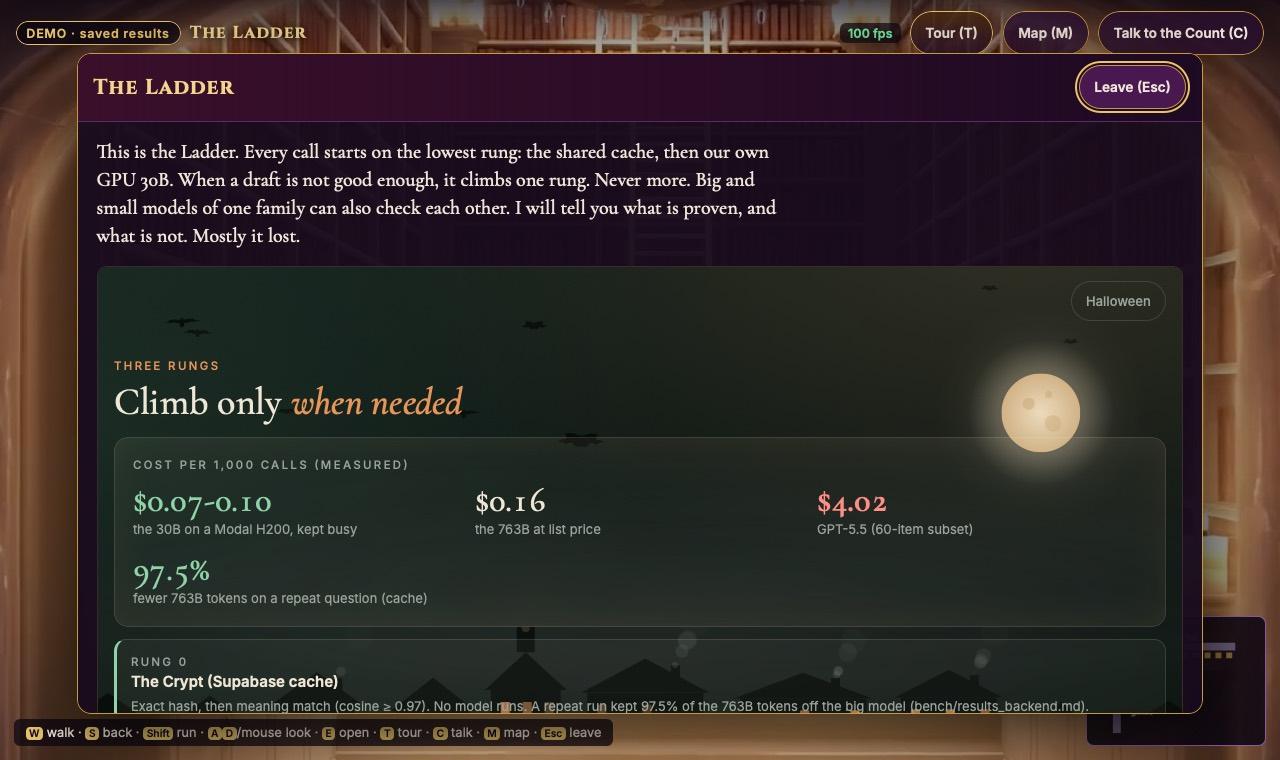 DEMO · saved results
The Ladder
100 fps
Tour (T)
Map (M)
Talk to the Count (C)
The Ladder
Leave (Esc)
This is the Ladder. Every call starts on the lowest rung: the shared cache, then our own
GPU 30B. When a draft is not good enough, it climbs one rung. Never more. Big and
small models of one family can also check each other. I will tell you what is proven, and
what is not. Mostly it lost.
Halloween
THREE RUNGS
Climb only when needed
COST PER 1,000 CALLS (MEASURED)
$0.07-0.10
the 30B on a Modal H200, kept busy
$0.16
the 763B at list price
$4.02
GPT-5.5 (60-item subset)
97.5%
fewer 763B tokens on a repeat question (cache)
RUNG 0
The Crypt (Supabase cache)
Exact hash, then meaning match (cosine ≥ 0.97). No model runs. A repeat run kept 97.5% of the 763B tokens off the big model (bench/results_backend.md).
W walk · S back · Shift run · A D/mouse look · E open · T tour · C talk · M map · Esc leave